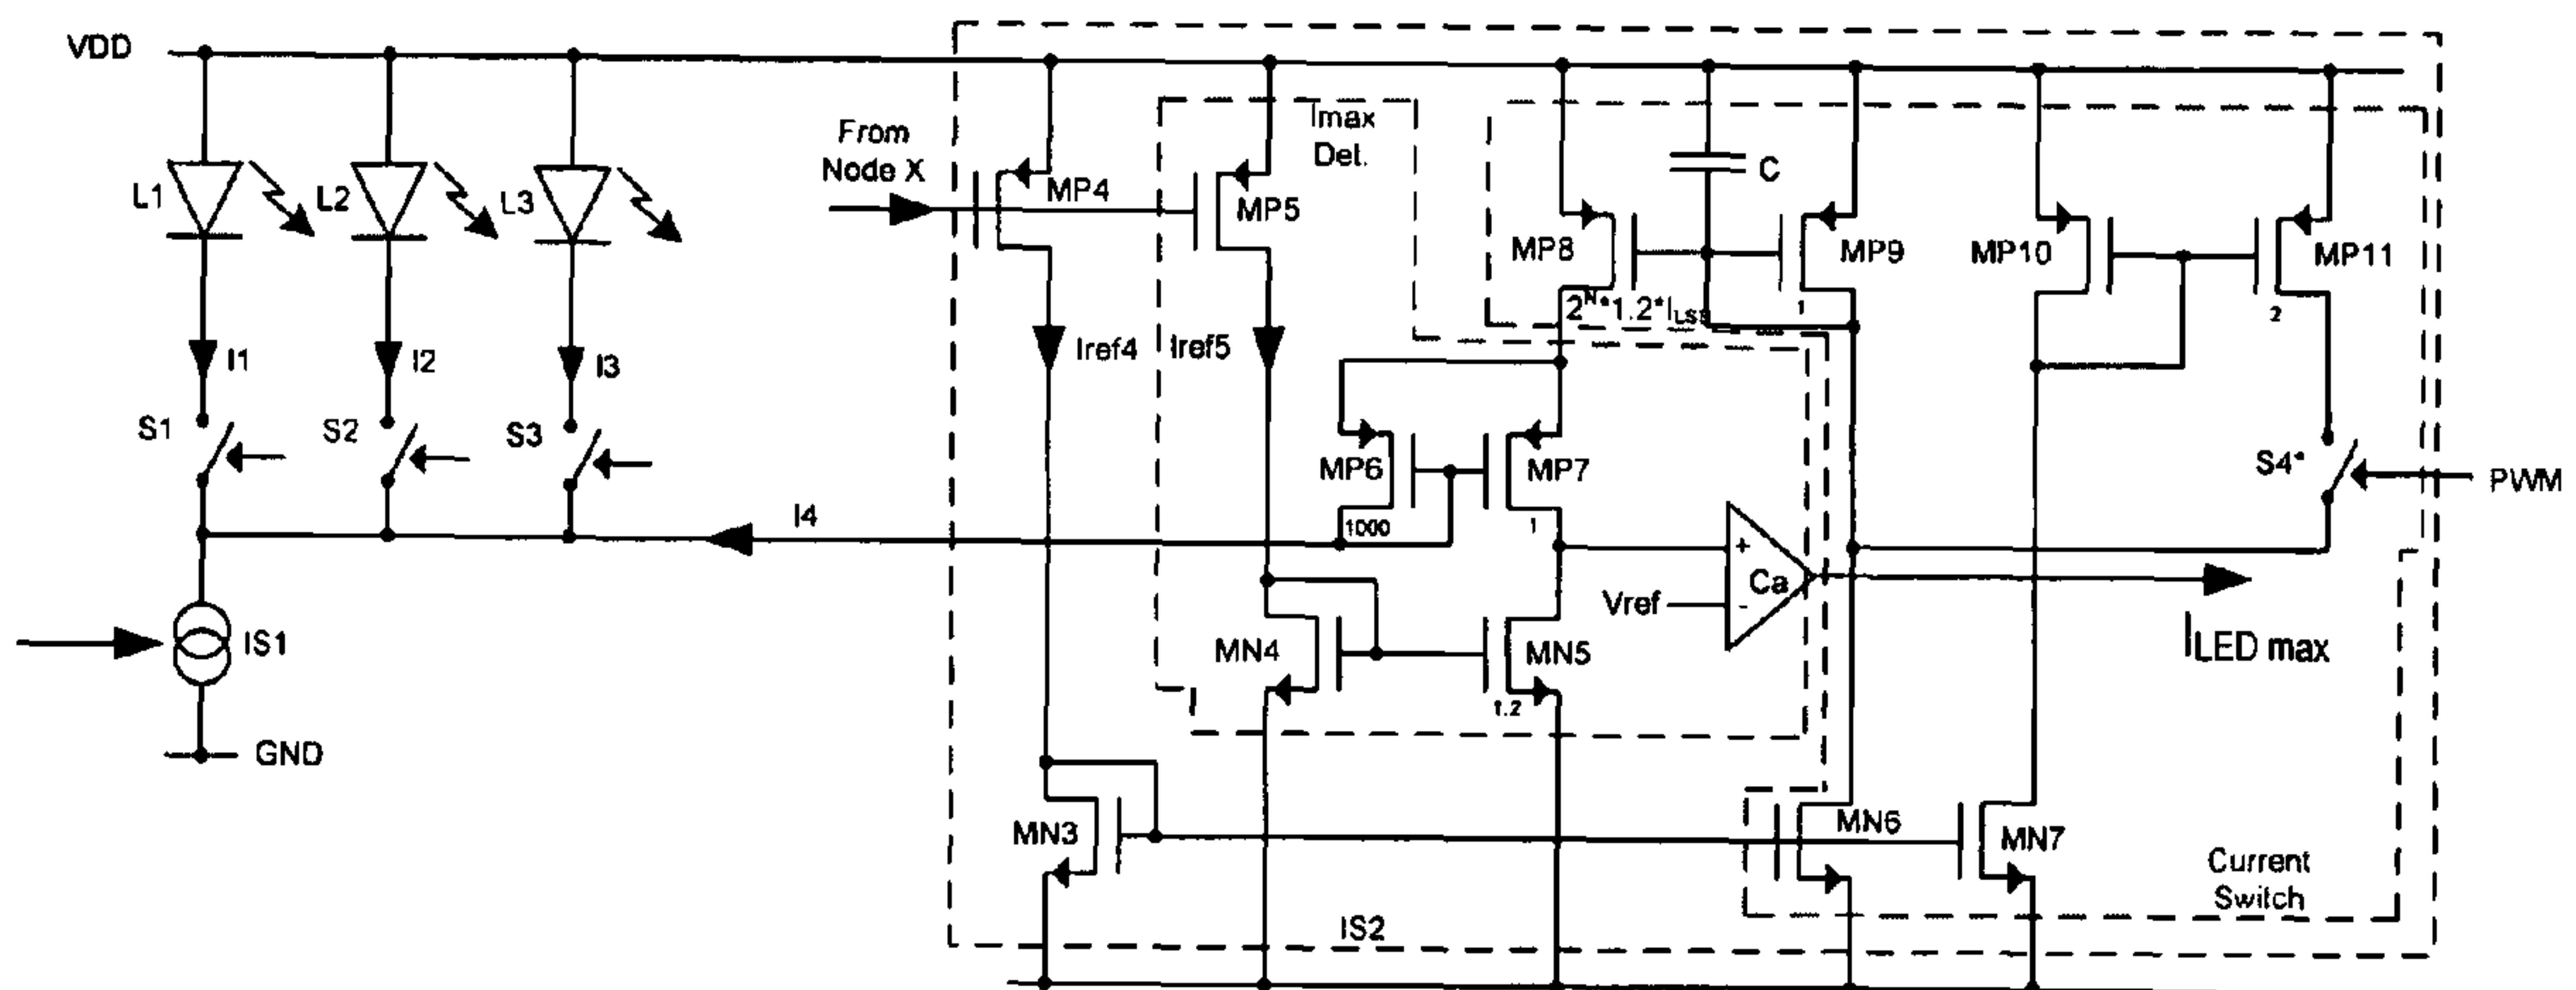 VDD
From
Node X
Imax
Det.
MP4
MP5
C
L1
L2
L3
MP8
MP9
MP10
MP11
2^N*1.2*I_LSB
1
2
I1
I2
I3
Iref4
Iref5
S1
S2
S3
MP6
MP7
S4*
PWM
1000
1
I4
+
Ca
Vref
-
IS1
MN4
MN5
1.2
I_LED max
GND
MN3
MN6
MN7
Current
Switch
IS2